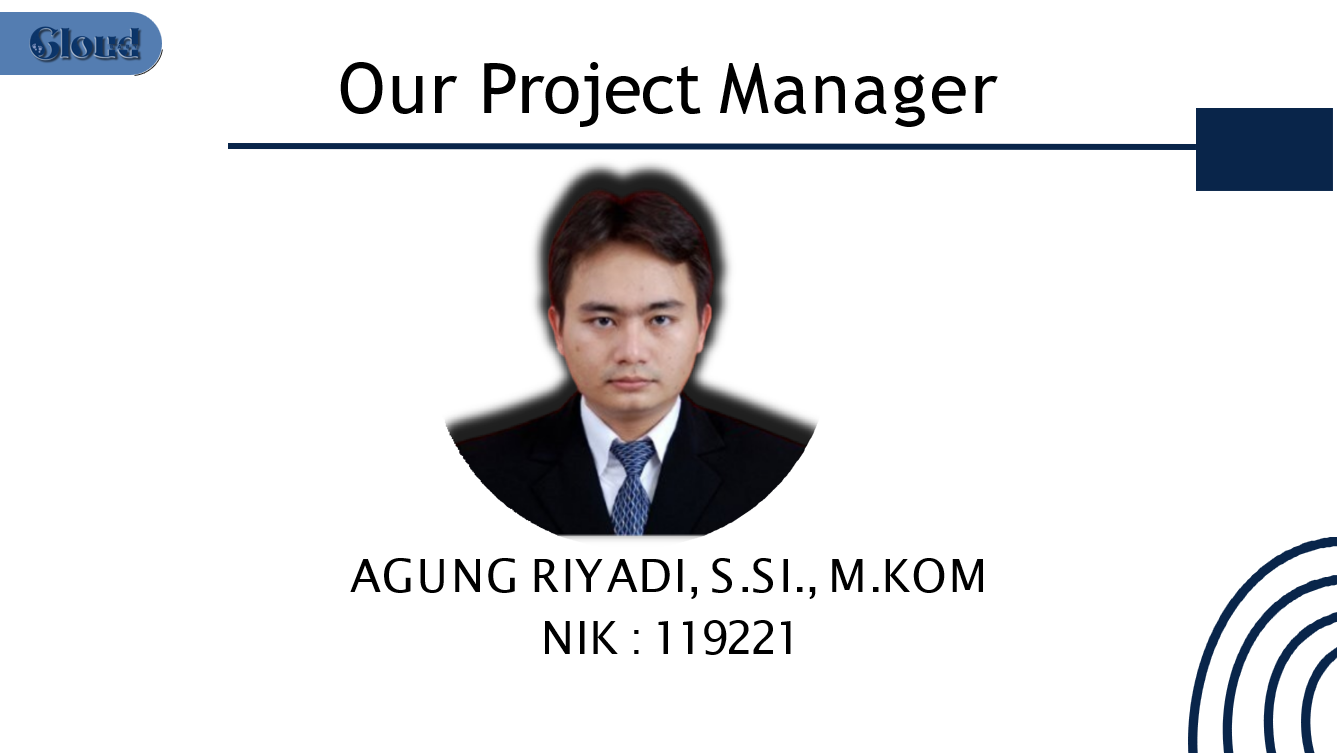 Gloud
Our Project Manager
AGUNG RIYADI, S.SI., M.KOM
NIK : 119221